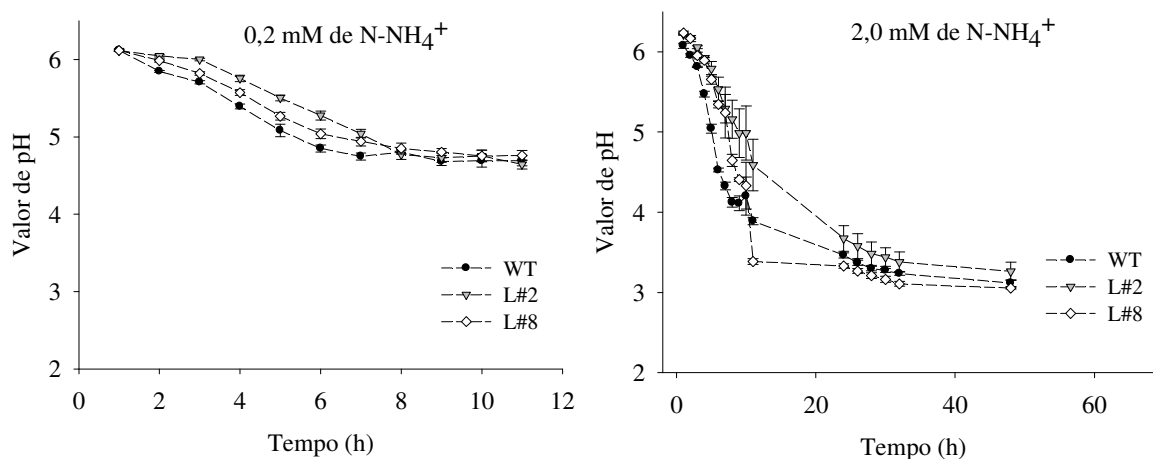 0,2 mM de N-NH4+
Valor de pH
6
5
4
3
2
WT
L#2
L#8
0 2 4 6 8 10 12
Tempo (h)
2,0 mM de N-NH4+
Valor de pH
6
5
4
3
2
WT
L#2
L#8
0 20 40 60
Tempo (h)